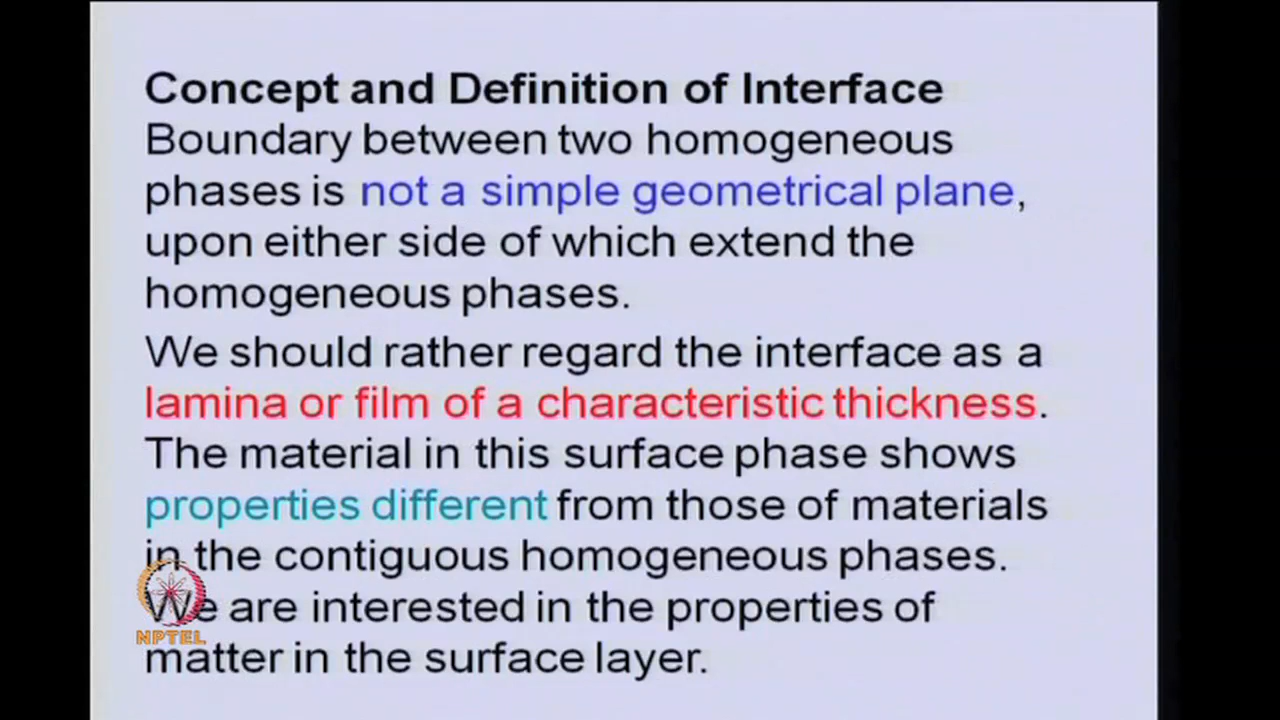 Concept and Definition of Interface
Boundary between two homogeneous
phases is not a simple geometrical plane,
upon either side of which extend the
homogeneous phases.
We should rather regard the interface as a
lamina or film of a characteristic thickness.
The material in this surface phase shows
properties different from those of materials
in the contiguous homogeneous phases.
We are interested in the properties of
NPTEL
matter in the surface layer.